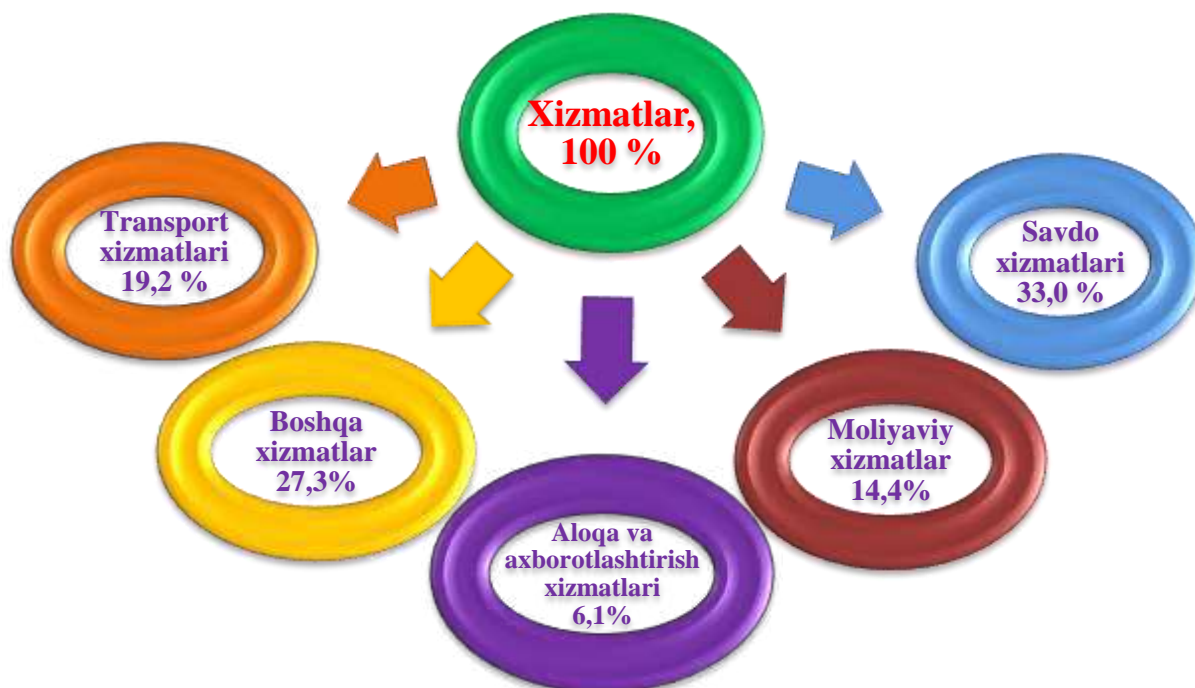 Xizmatlar,
100 %
Transport
xizmatlari
19,2 %
Savdo
xizmatlari
33,0 %
Boshqa
xizmatlar
27,3%
Moliyaviy
xizmatlar
14,4%
Aloqa va
axborotlashtirish
xizmatlari
6,1%